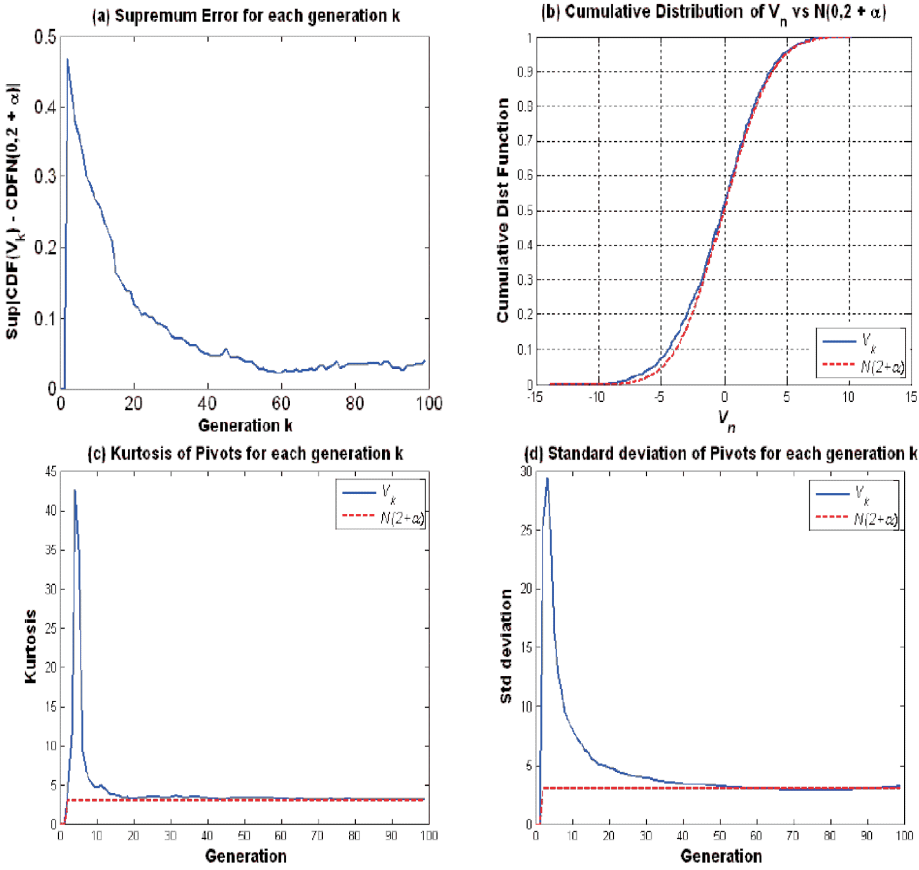 (a) Supremum Error for each generation k
Sup|CDF(V_k) - CDFN(0,2 + α)|
0.5
0.4
0.3
0.2
0.1
0
0 20 40 60 80 100
Generation k
(b) Cumulative Distribution of V_n vs N(0,2 + α)
Cumulative Dist Function
1
0.9
0.8
0.7
0.6
0.5
0.4
0.3
0.2
0.1
0
-15 -10 -5 0 5 10 15
V_n
V_k
N(2+α)
(c) Kurtosis of Pivots for each generation k
Kurtosis
45
40
35
30
25
20
15
10
5
0
0 10 20 30 40 50 60 70 80 90 100
Generation
V_k
N(2+α)
(d) Standard deviation of Pivots for each generation k
Std deviation
30
25
20
15
10
5
0
0 10 20 30 40 50 60 70 80 90 100
Generation
V_k
N(2+α)